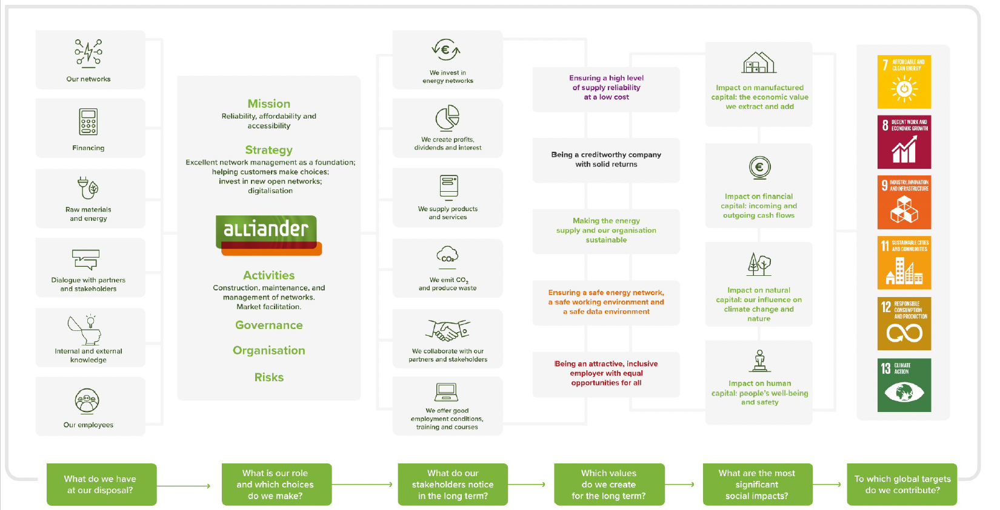 Our networks
Financing
Raw materials
and energy
Dialogue with partners
and stakeholders
Internal and external
knowledge
Our employees
Mission
Reliability, affordability and
accessibility
Strategy
Excellent network management as a foundation;
helping customers make choices;
invest in new open networks;
digitalisation
alliander
Activities
Construction, maintenance, and
management of networks.
Market facilitation.
Governance
Organisation
Risks
€
We invest in
energy networks
We create profits,
dividends and interest
We supply products
and services
CO₂
We emit CO₂
and produce waste
We collaborate with our
partners and stakeholders
We offer good
employment conditions,
training and courses
Ensuring a high level
of supply reliability
at a low cost
Being a creditworthy company
with solid returns
Making the energy
supply and our organisation
sustainable
Ensuring a safe energy network,
a safe working environment and
a safe data environment
Being an attractive, inclusive
employer with equal
opportunities for all
Impact on manufactured
capital: the economic value
we extract and add
€
Impact on financial
capital: incoming and
outgoing cash flows
Impact on natural
capital: our influence on
climate change and
nature
Impact on human
capital: people's well-being
and safety
7 AFFORDABLE AND
CLEAN ENERGY
8 DECENT WORK AND
ECONOMIC GROWTH
9 INDUSTRY, INNOVATION
AND INFRASTRUCTURE
11 SUSTAINABLE CITIES
AND COMMUNITIES
12 RESPONSIBLE
CONSUMPTION
AND PRODUCTION
13 CLIMATE
ACTION
What do we have
at our disposal?
What is our role
and which choices
do we make?
What do our
stakeholders notice
in the long term?
Which values
do we create
for the long term?
What are the most
significant
social impacts?
To which global targets
do we contribute?